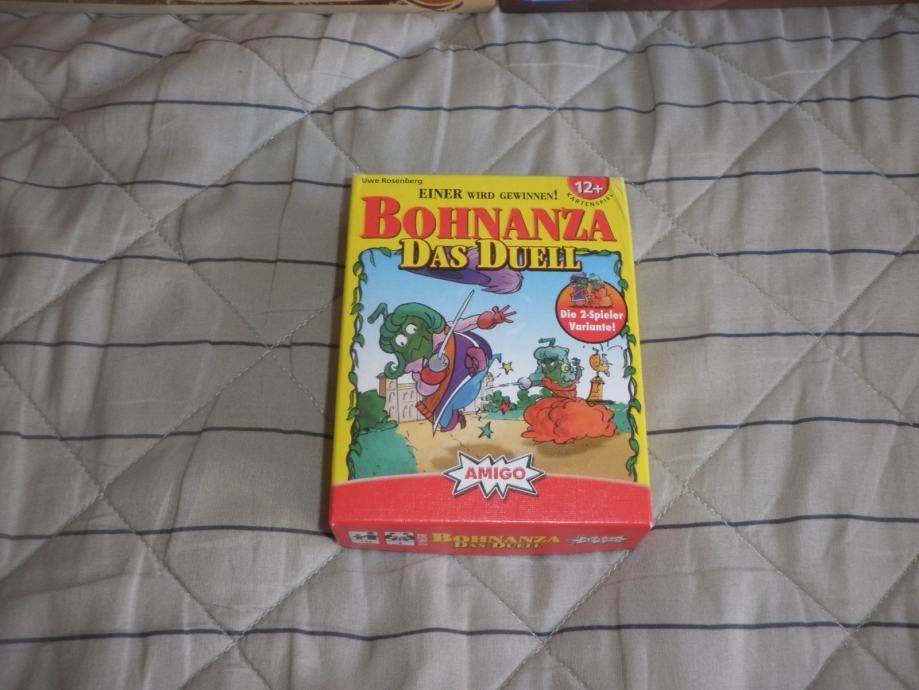 Uwe Rosenberg
EINER WIRD GEWINNEN!
12+
KARTENSPIEL
BOHNANZA
DAS DUELL
Die 2-Spieler
Variante!
AMIGO
BOHNANZA
DAS DUELL